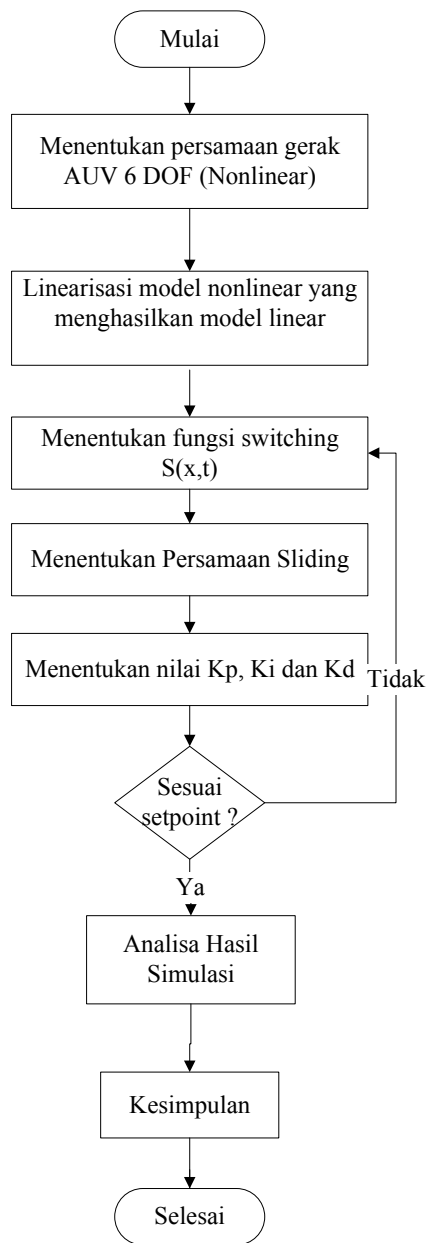 Mulai
Menentukan persamaan gerak
AUV 6 DOF (Nonlinear)
Linearisasi model nonlinear yang
menghasilkan model linear
Menentukan fungsi switching
S(x,t)
Menentukan Persamaan Sliding
Menentukan nilai Kp, Ki dan Kd
Tidak
Sesuai
setpoint ?
Ya
Analisa Hasil
Simulasi
Kesimpulan
Selesai